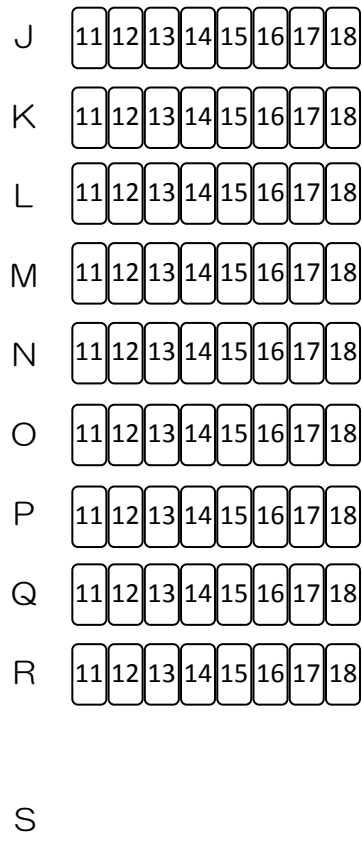 J 11 12 13 14 15 16 17 18
K 11 12 13 14 15 16 17 18
L 11 12 13 14 15 16 17 18
M 11 12 13 14 15 16 17 18
N 11 12 13 14 15 16 17 18
O 11 12 13 14 15 16 17 18
P 11 12 13 14 15 16 17 18
Q 11 12 13 14 15 16 17 18
R 11 12 13 14 15 16 17 18
S